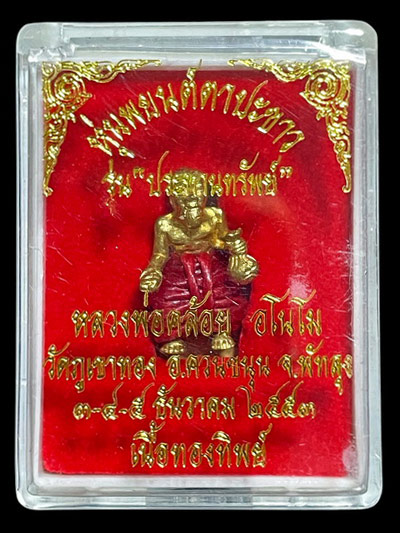 หุ่นพยนต์ตาปะขาว
รุ่น "ประทานทรัพย์"
หลวงพ่อคล้อย อโนโม
วัดภูเขาทอง อ.ควนขนุน จ.พัทลุง
๓-๔-๕ ธันวาคม ๒๕๕๓
เนื้อทองทิพย์